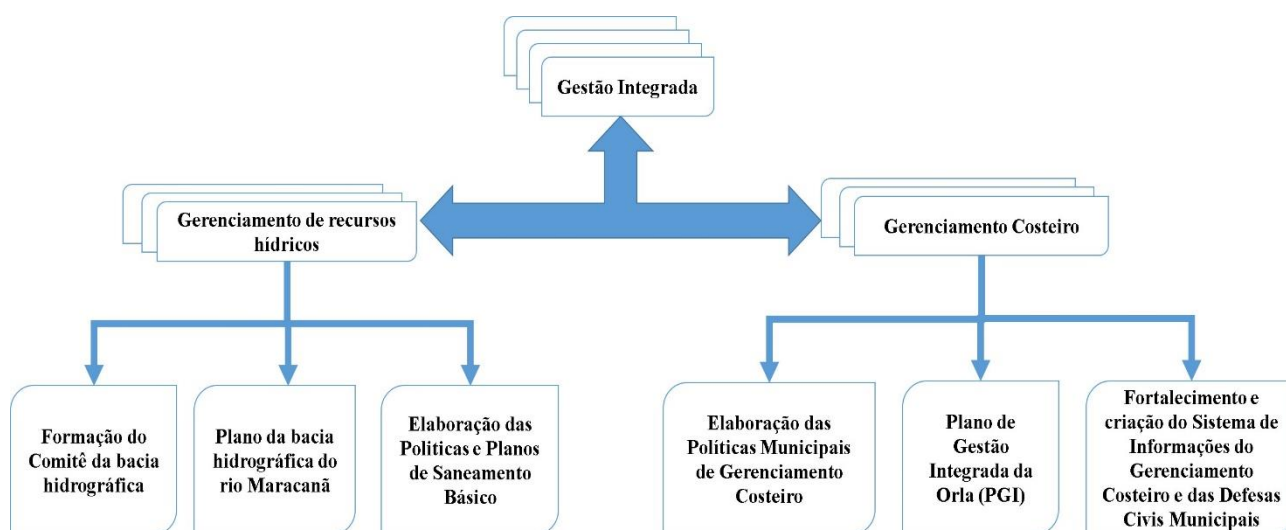 Gestão Integrada
Gerenciamento de recursos
hídricos
Gerenciamento Costeiro
Formação do
Comitê da bacia
hidrográfica
Plano da bacia
hidrográfica do
rio Maracanã
Elaboração das
Politicas e Planos
de Saneamento
Básico
Elaboração das
Políticas Municipais
de Gerenciamento
Costeiro
Plano de
Gestão
Integrada da
Orla (PGI)
Fortalecimento e
criação do Sistema de
Informações do
Gerenciamento
Costeiro e das Defesas
Civis Municipais